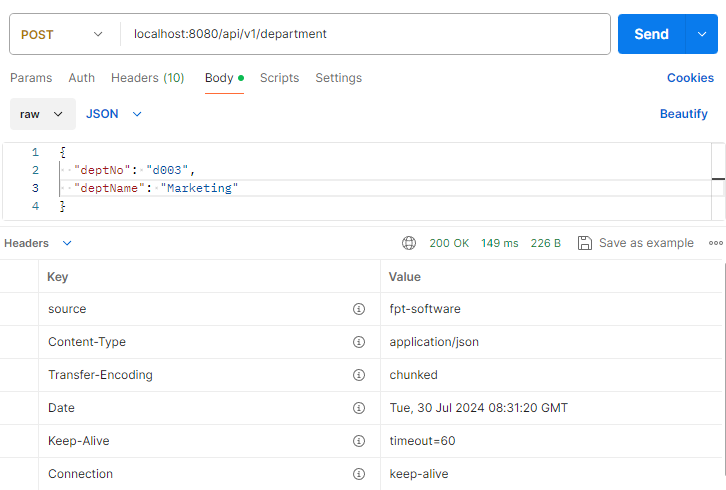 POST localhost:8080/api/v1/department Send
Params Auth Headers (10) Body Scripts Settings Cookies
raw JSON Beautify
1 {
2 "deptNo": "d003",
3 "deptName": "Marketing"
4 }
Headers 200 OK 149 ms 226 B Save as example
Key Value
source fpt-software
Content-Type application/json
Transfer-Encoding chunked
Date Tue, 30 Jul 2024 08:31:20 GMT
Keep-Alive timeout=60
Connection keep-alive